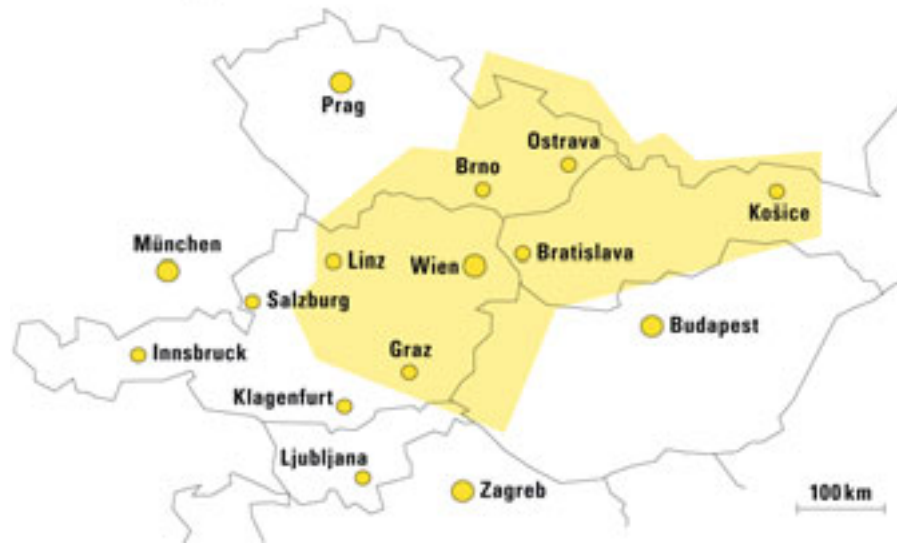 Prag
Ostrava
Brno
Košice
München
Linz
Wien
Bratislava
Salzburg
Budapest
Innsbruck
Graz
Klagenfurt
Ljubljana
Zagreb
100 km